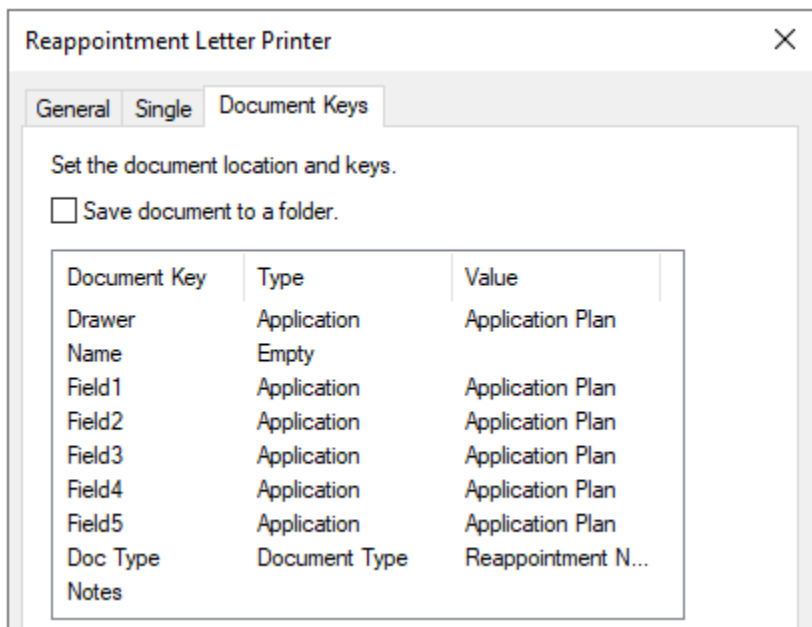 Reappointment Letter Printer
General Single Document Keys
Set the document location and keys.
Save document to a folder.
Document Key Type Value
Drawer Application Application Plan
Name Empty
Field1 Application Application Plan
Field2 Application Application Plan
Field3 Application Application Plan
Field4 Application Application Plan
Field5 Application Application Plan
Doc Type Document Type Reappointment N...
Notes